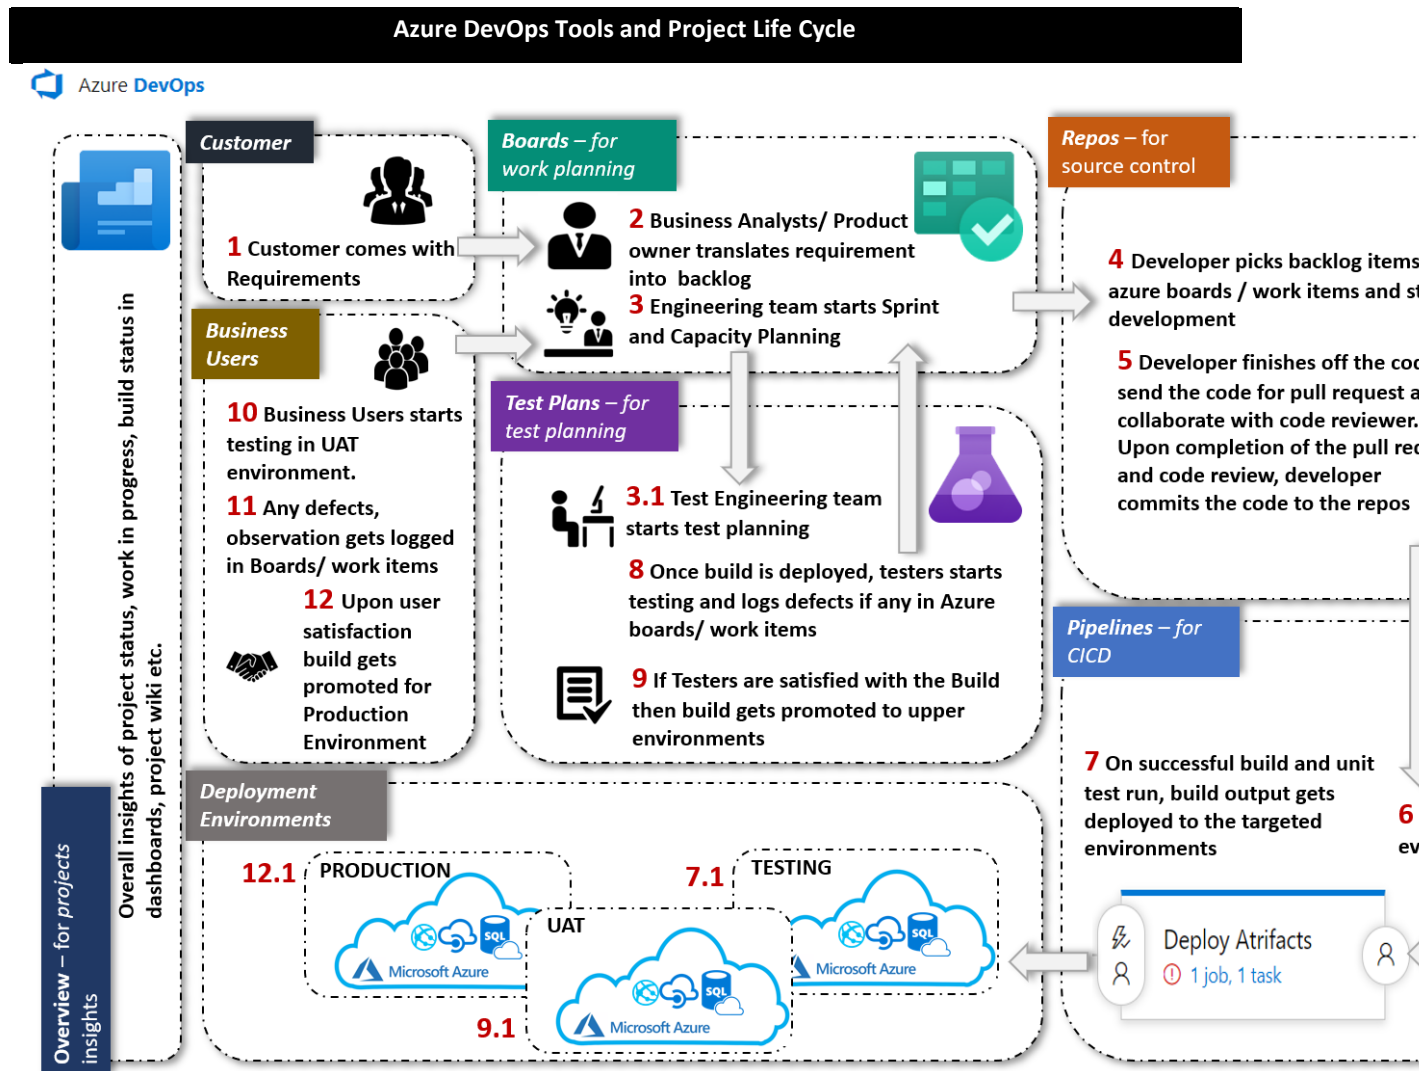 Azure DevOps Tools and Project Life Cycle
Azure DevOps
Customer
1 Customer comes with
Requirements
Boards – for
work planning
2 Business Analysts/ Product
owner translates requirement
into backlog
3 Engineering team starts Sprint
and Capacity Planning
Repos – for
source control
4 Developer picks backlog items
azure boards / work items and
development
5 Developer finishes off the
send the code for pull request
collaborate with code reviewer.
Upon completion of the pull
and code review, developer
commits the code to the repos
Business
Users
10 Business Users starts
testing in UAT
environment.
11 Any defects,
observation gets logged
in Boards/ work items
12 Upon user
satisfaction
build gets
promoted for
Production
Environment
Test Plans – for
test planning
3.1 Test Engineering team
starts test planning
8 Once build is deployed, testers starts
testing and logs defects if any in Azure
boards/ work items
9 If Testers are satisfied with the Build
then build gets promoted to upper
environments
Pipelines – for
CICD
7 On successful build and unit
test run, build output gets
deployed to the targeted
environments
6
Deploy Atrifacts
1 job, 1 task
Deployment
Environments
12.1
PRODUCTION
SQL
Microsoft Azure
9.1
UAT
SQL
Microsoft Azure
7.1
TESTING
SQL
Microsoft Azure
Overview – for projects
insights
Overall insights of project status, work in progress, build status in
dashboards, project wiki etc.